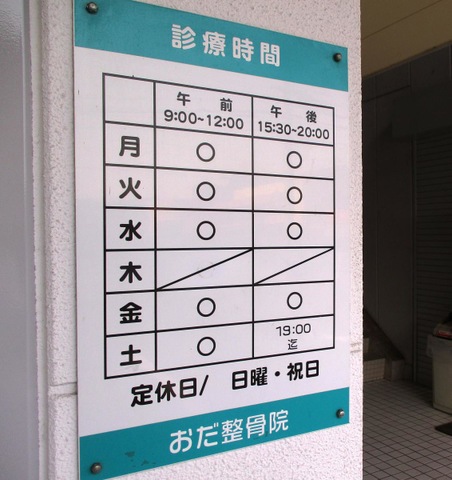 診療時間
午前 午後
9:00~12:00 15:30~20:00
月 ○ ○
火 ○ ○
水 ○ ○
木
金 ○ ○
土 ○ 19:00
迄
定休日/ 日曜・祝日
おだ整骨院